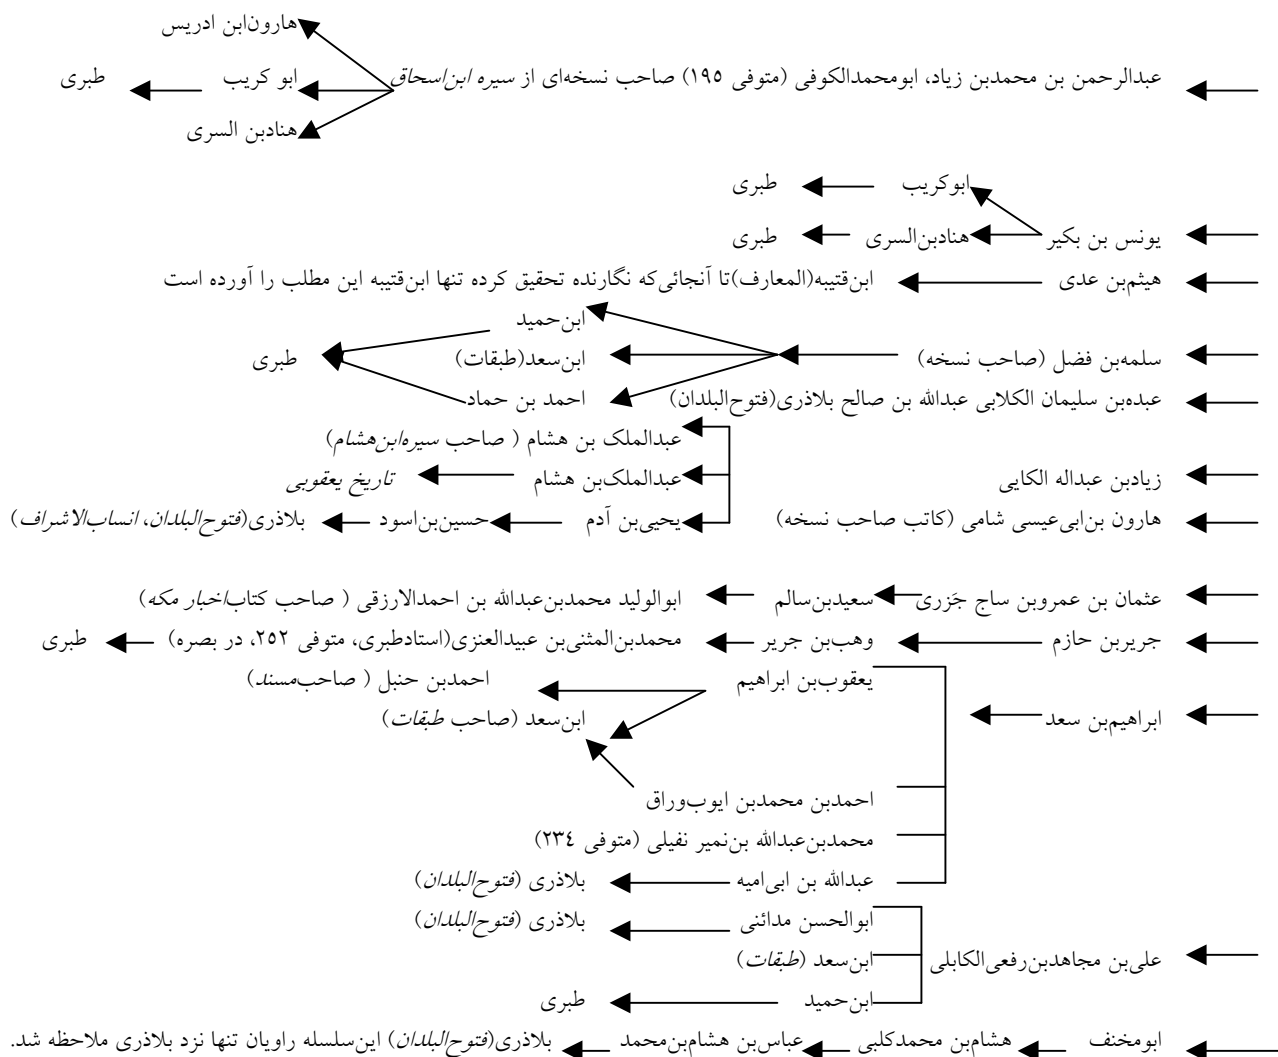 هارون‌ابن ادریس
عبدالرحمن بن محمدبن زیاد، ابومحمدالکوفی (متوفی ۱۹۵) صاحب نسخه‌ای از سیره ابن‌اسحاق ابو کریب طبری
هنادبن السری
ابوکریب طبری
یونس بن بکیر هنادبن‌السری طبری
هیثم‌بن عدی ابن‌قتیبه(المعارف)تا آنجائی‌که نگارنده تحقیق کرده تنها ابن‌قتیبه این مطلب را آورده است
ابن‌حمید
سلمه‌بن فضل (صاحب نسخه) ابن‌سعد(طبقات) طبری
عبده‌بن سلیمان الکلابی عبدالله بن صالح بلاذری(فتوح‌البلدان) احمد بن حماد
عبدالملک بن هشام ( صاحب سیره‌ابن‌هشام)
زیادبن عبداله الکایی عبدالملک‌بن هشام تاریخ یعقوبی
هارون بن‌ابی‌عیسی شامی (کاتب صاحب نسخه) یحیی‌بن آدم حسین‌بن‌اسود بلاذری(فتوح‌البلدان، انساب‌الاشراف)
عثمان بن عمروبن ساج جَزری سعیدبن‌سالم ابوالولید محمدبن‌عبدالله بن احمدالارزقی ( صاحب کتاب‌اخبار مکه)
جریربن حازم وهب‌بن جریر محمدبن‌المثنی‌بن عبیدالعنزی(استادطبری، متوفی ۲۵۲، در بصره) طبری
یعقوب‌بن ابراهیم احمدبن حنبل ( صاحب‌مسند)
ابراهیم‌بن سعد ابن‌سعد (صاحب طبقات)
احمدبن محمدبن ایوب‌وراق
محمدبن‌عبدالله بن‌نمیر نفیلی (متوفی ۲۳٤)
عبدالله بن ابی‌امیه بلاذری (فتوح‌البلدان)
ابوالحسن مدائنی بلاذری (فتوح‌البلدان)
علی‌بن مجاهدبن‌رفعی‌الکابلی ابن‌سعد (طبقات)
ابن‌حمید طبری
ابومخنف هشام‌بن محمدکلبی عباس‌بن هشام‌بن‌محمد بلاذری(فتوح‌البلدان) این‌سلسله راویان تنها نزد بلاذری ملاحظه شد.